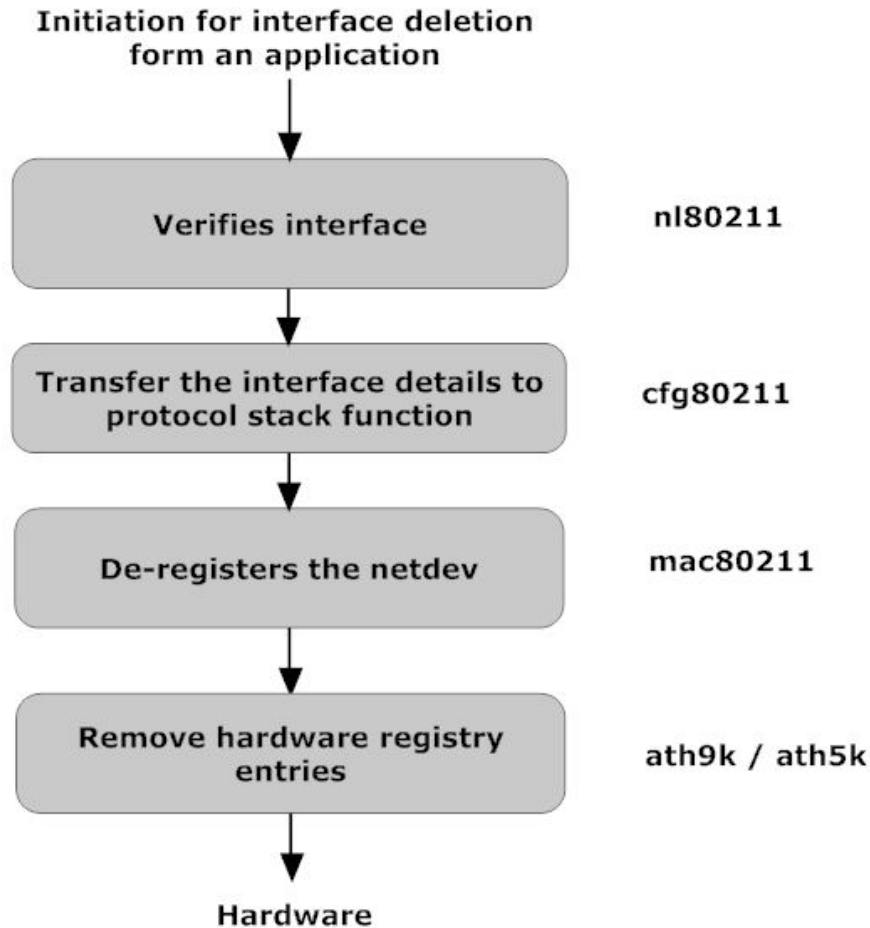 Initiation for interface deletion
form an application
Verifies interface
nl80211
Transfer the interface details to
protocol stack function
cfg80211
De-registers the netdev
mac80211
Remove hardware registry
entries
ath9k / ath5k
Hardware